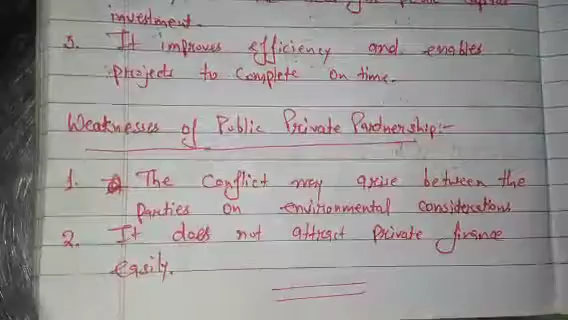 investment.
3. It improves efficiency and enables
projects to complete on time.
Weaknesses of Public Private Partnership:-
1. The Conflict may arise between the
parties on environmental considerations
2. It does not attract private finance
easily.